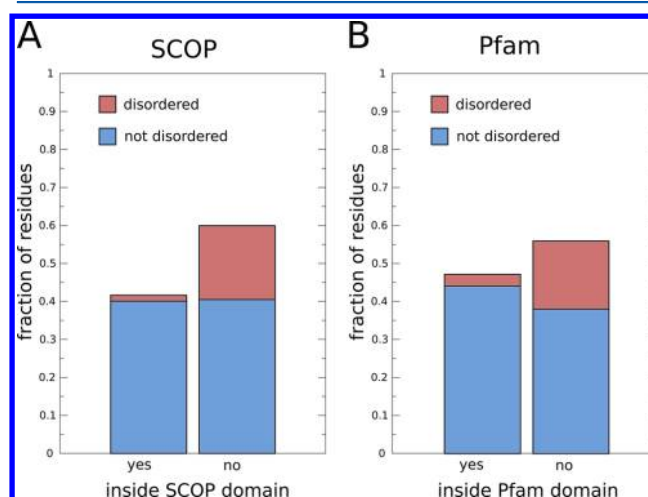 A
SCOP
1
0.9
0.8
0.7
0.6
0.5
0.4
0.3
0.2
0.1
0
fraction of residues
disordered
not disordered
yes
no
inside SCOP domain
B
Pfam
1
0.9
0.8
0.7
0.6
0.5
0.4
0.3
0.2
0.1
0
fraction of residues
disordered
not disordered
yes
no
inside Pfam domain